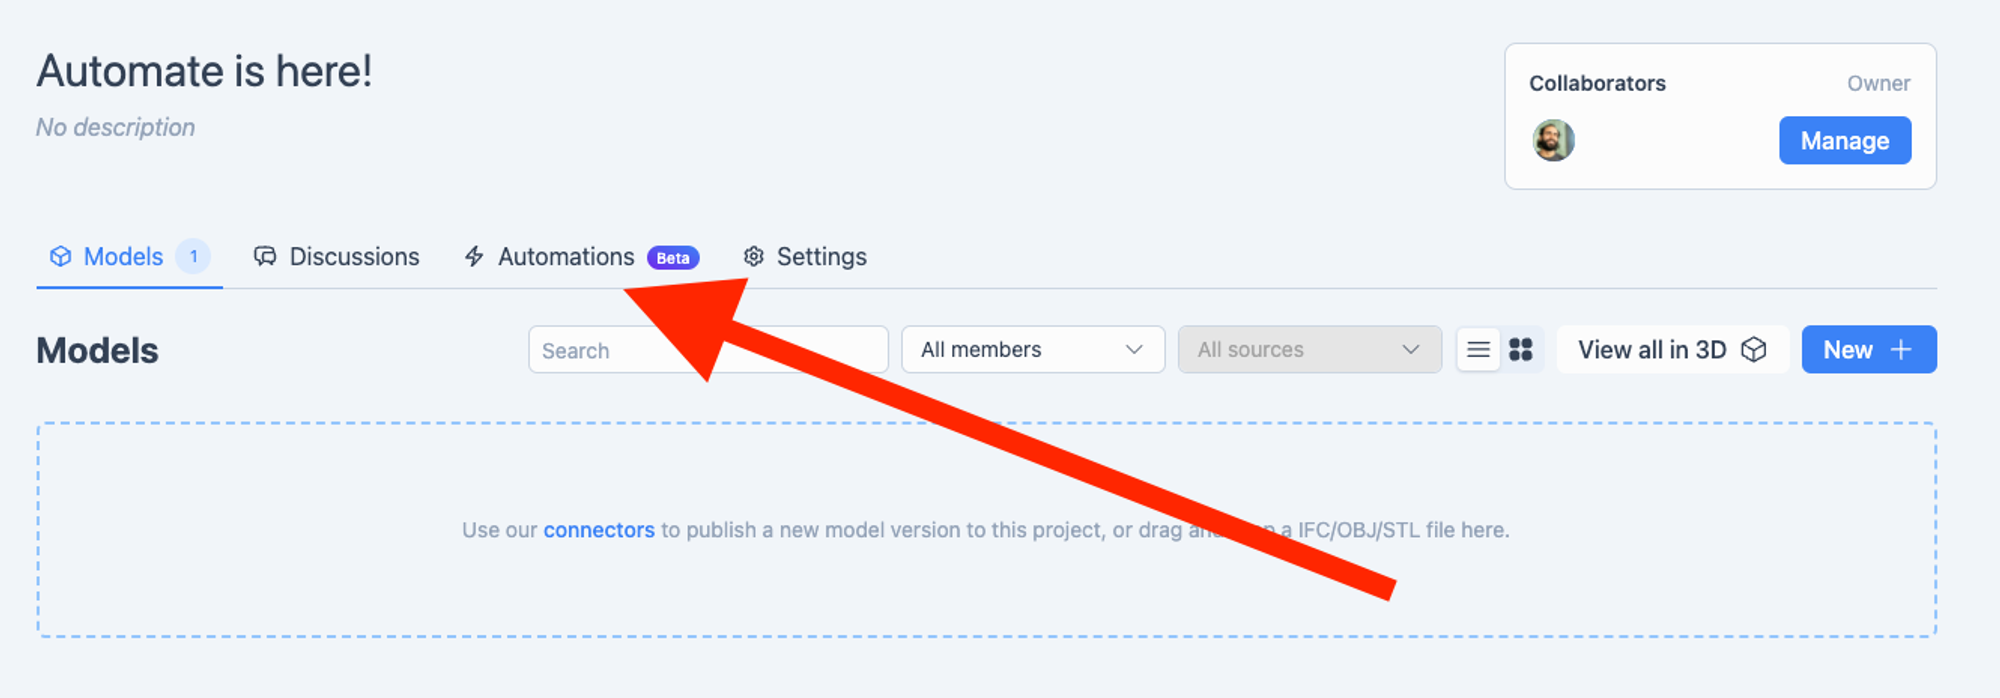 Automate is here!
No description
Collaborators Owner
Manage
Models 1 Discussions Automations Beta Settings
Models Search All members All sources View all in 3D New
Use our connectors to publish a new model version to this project, or drag a IFC/OBJ/STL file here.